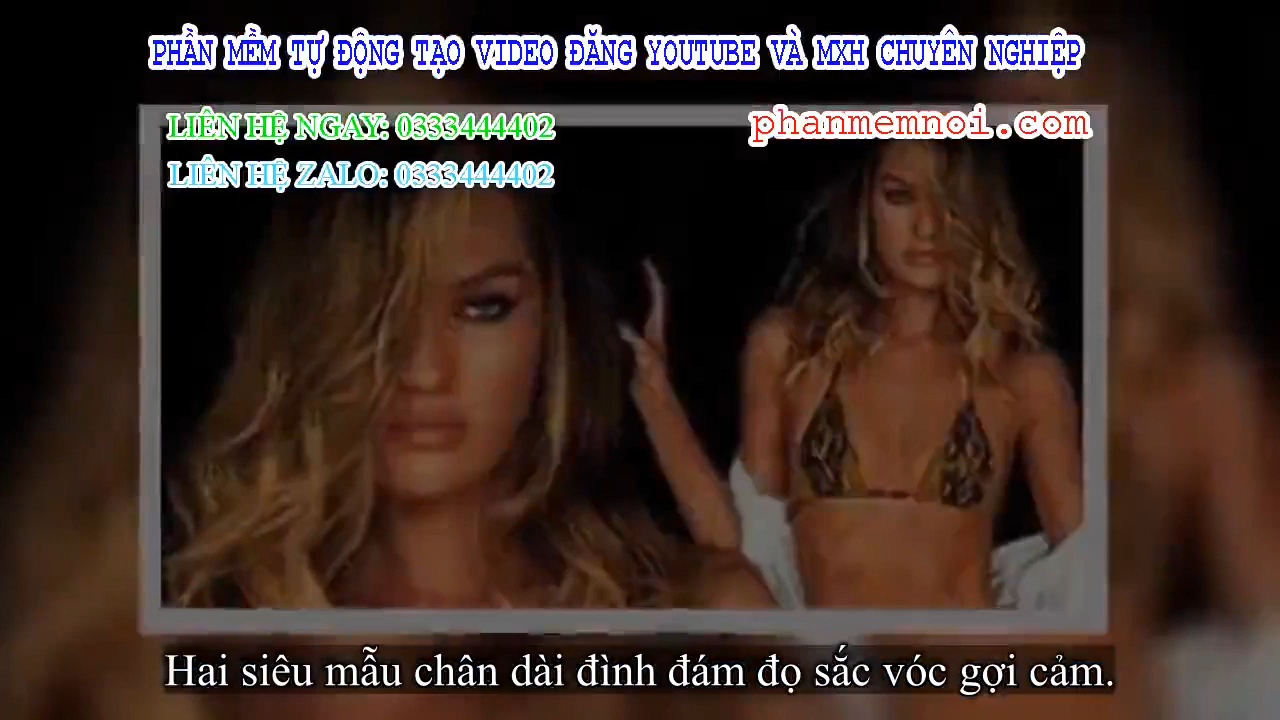 PHẦN MỀM TỰ ĐỘNG TẠO VIDEO ĐĂNG YOUTUBE VÀ MXH CHUYÊN NGHIỆP
LIÊN HỆ NGAY: 0333444402
phanmemnoi.com
LIÊN HỆ ZALO: 0333444402
Hai siêu mẫu chân dài đình đám đọ sắc vóc gợi cảm.